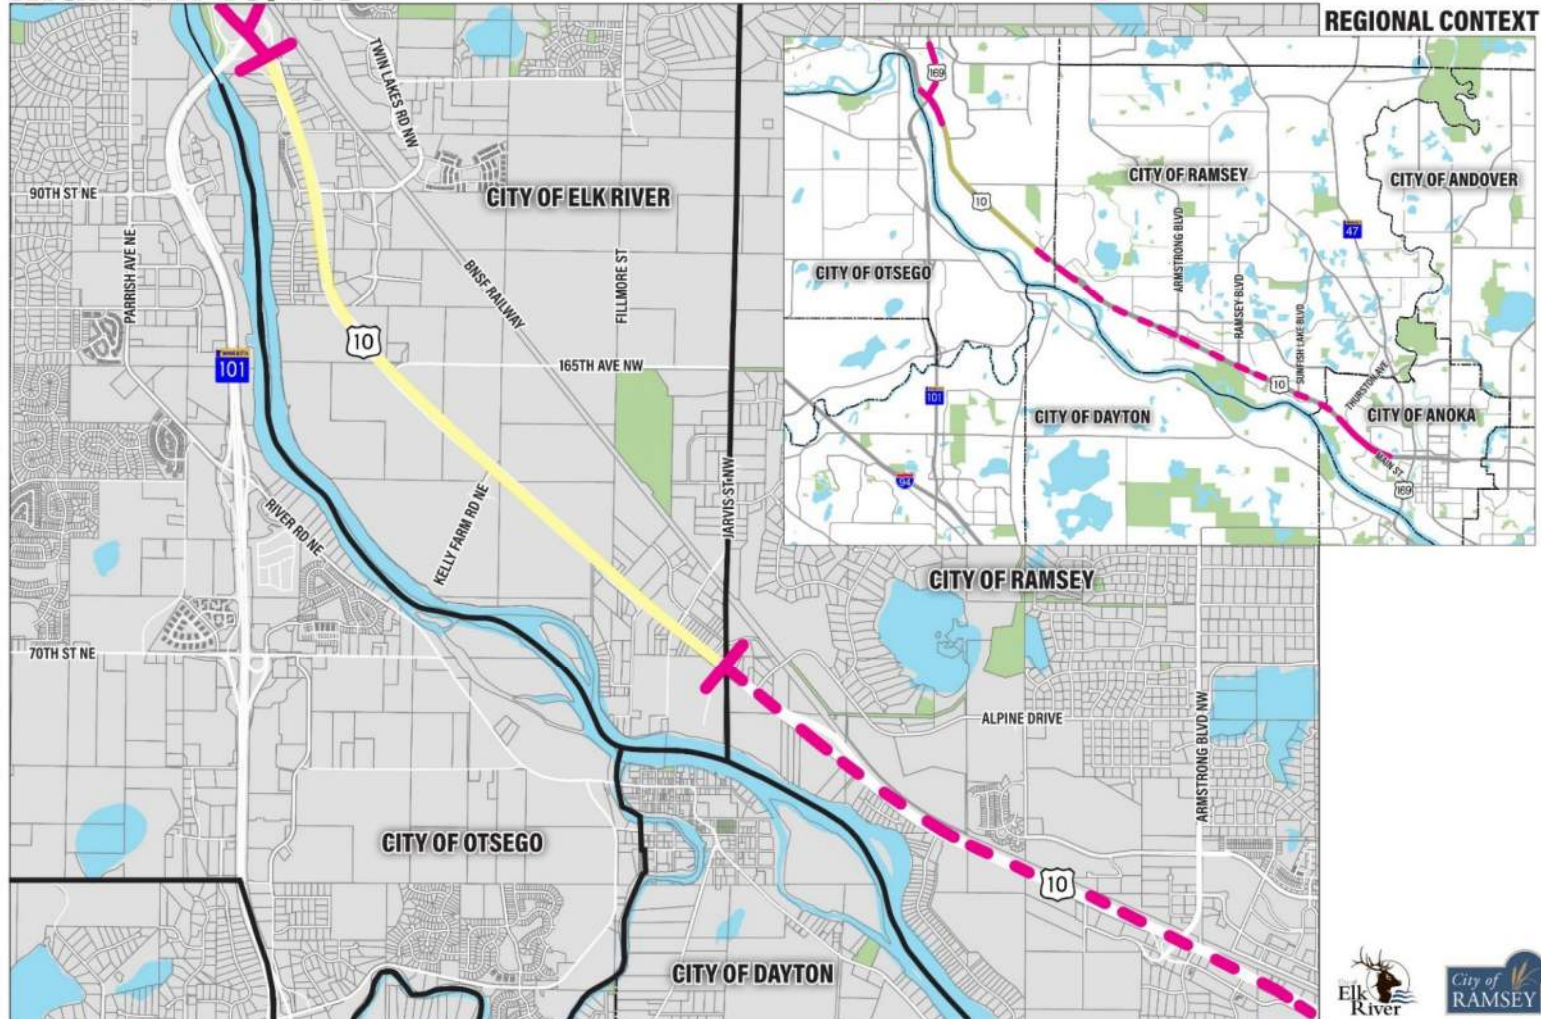 REGIONAL CONTEXT
TWIN LAKES RD NW
90TH ST NE
CITY OF ELK RIVER
PARRISH AVE NE
BNSF RAILWAY
FILLMORE ST
10
101
165TH AVE NW
KELLY FARM RD NE
JARVIS ST NW
RIVER RD NE
70TH ST NE
CITY OF RAMSEY
ALPINE DRIVE
ARMSTRONG BLVD NW
CITY OF OTSEGO
10
CITY OF DAYTON
169
CITY OF RAMSEY
CITY OF ANDOVER
10
ARMSTRONG BLVD
47
CITY OF OTSEGO
RAMSEY BLVD
SUNFISH LAKE BLVD
THURSTON AVE
10
101
CITY OF DAYTON
CITY OF ANOKA
MAIN ST
94
169
Elk
River
City of
RAMSEY